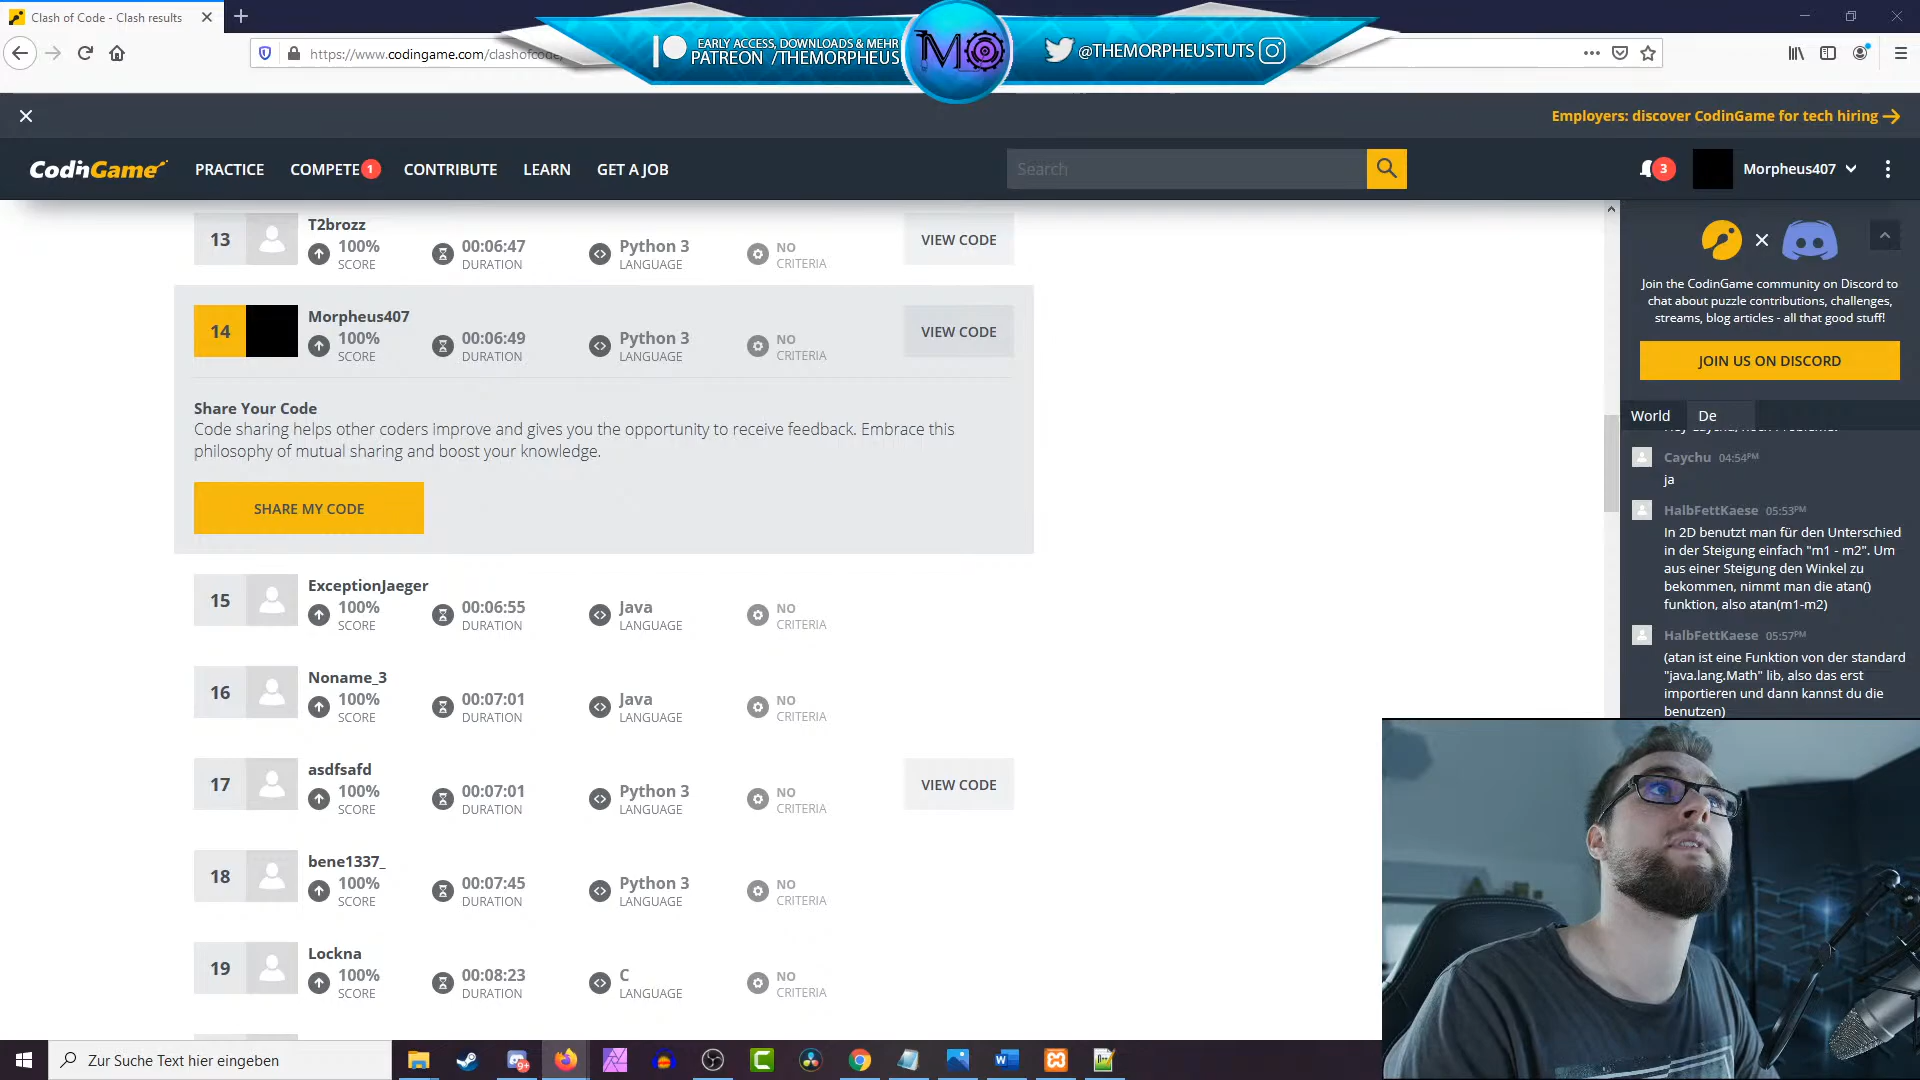 Clash of Code - Clash results
EARLY ACCESS, DOWNLOADS & MEHR
PATREON /THEMORPHEUS
MO
@THEMORPHEUSTUTS
https://www.codingame.com/clashofcode
Employers: discover CodinGame for tech hiring
CodinGame
PRACTICE
COMPETE 1
CONTRIBUTE
LEARN
GET A JOB
Search
3
Morpheus407
13
T2brozz
100%
SCORE
00:06:47
DURATION
Python 3
LANGUAGE
NO
CRITERIA
VIEW CODE
14
Morpheus407
100%
SCORE
00:06:49
DURATION
Python 3
LANGUAGE
NO
CRITERIA
VIEW CODE
Share Your Code
Code sharing helps other coders improve and gives you the opportunity to receive feedback. Embrace this
philosophy of mutual sharing and boost your knowledge.
SHARE MY CODE
15
ExceptionJaeger
100%
SCORE
00:06:55
DURATION
Java
LANGUAGE
NO
CRITERIA
16
Noname_3
100%
SCORE
00:07:01
DURATION
Java
LANGUAGE
NO
CRITERIA
17
asdfsafd
100%
SCORE
00:07:01
DURATION
Python 3
LANGUAGE
NO
CRITERIA
VIEW CODE
18
bene1337_
100%
SCORE
00:07:45
DURATION
Python 3
LANGUAGE
NO
CRITERIA
19
Lockna
100%
SCORE
00:08:23
DURATION
C
LANGUAGE
NO
CRITERIA
Join the CodinGame community on Discord to
chat about puzzle contributions, challenges,
streams, blog articles - all that good stuff!
JOIN US ON DISCORD
World
De
Caychu 04:54PM
ja
HalbFettKaese 05:53PM
In 2D benutzt man für den Unterschied
in der Steigung einfach "m1 - m2". Um
aus einer Steigung den Winkel zu
bekommen, nimmt man die atan()
funktion, also atan(m1-m2)
HalbFettKaese 05:57PM
(atan ist eine Funktion von der standard
"java.lang.Math" lib, also das erst
importieren und dann kannst du die
benutzen)
Zur Suche Text hier eingeben